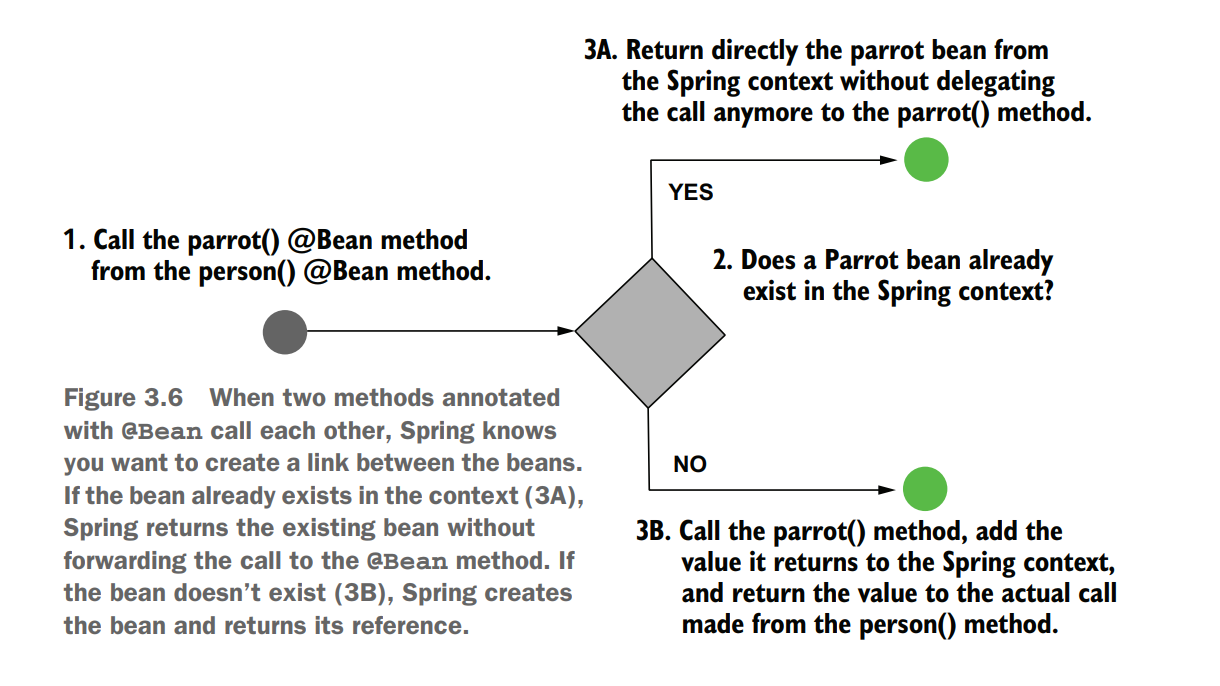 3A. Return directly the parrot bean from
the Spring context without delegating
the call anymore to the parrot() method.
YES
1. Call the parrot() @Bean method
from the person() @Bean method.
2. Does a Parrot bean already
exist in the Spring context?
Figure 3.6 When two methods annotated
with @Bean call each other, Spring knows
you want to create a link between the beans.
If the bean already exists in the context (3A),
Spring returns the existing bean without
forwarding the call to the @Bean method. If
the bean doesn’t exist (3B), Spring creates
the bean and returns its reference.
NO
3B. Call the parrot() method, add the
value it returns to the Spring context,
and return the value to the actual call
made from the person() method.